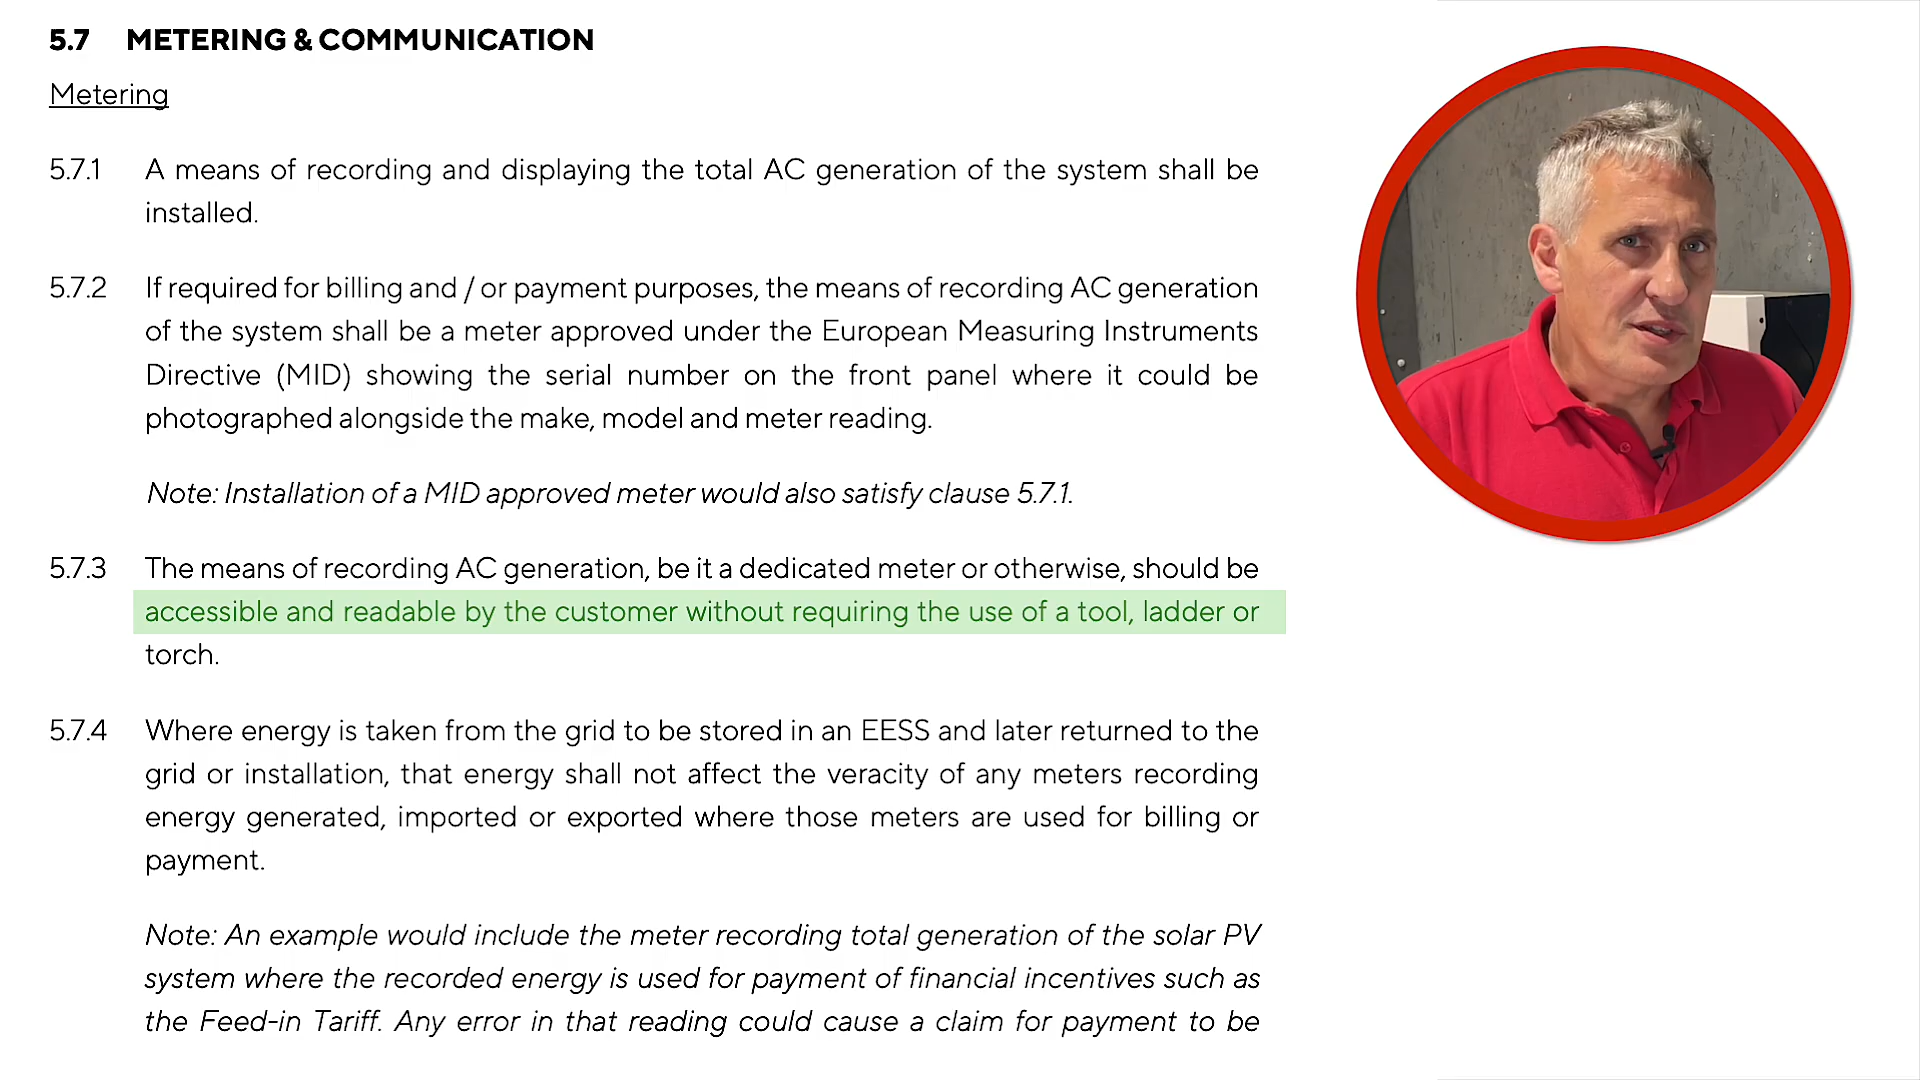 5.7 METERING & COMMUNICATION
Metering
5.7.1 A means of recording and displaying the total AC generation of the system shall be
installed.
5.7.2 If required for billing and / or payment purposes, the means of recording AC generation
of the system shall be a meter approved under the European Measuring Instruments
Directive (MID) showing the serial number on the front panel where it could be
photographed alongside the make, model and meter reading.
Note: Installation of a MID approved meter would also satisfy clause 5.7.1.
5.7.3 The means of recording AC generation, be it a dedicated meter or otherwise, should be
accessible and readable by the customer without requiring the use of a tool, ladder or
torch.
5.7.4 Where energy is taken from the grid to be stored in an EESS and later returned to the
grid or installation, that energy shall not affect the veracity of any meters recording
energy generated, imported or exported where those meters are used for billing or
payment.
Note: An example would include the meter recording total generation of the solar PV
system where the recorded energy is used for payment of financial incentives such as
the Feed-in Tariff. Any error in that reading could cause a claim for payment to be